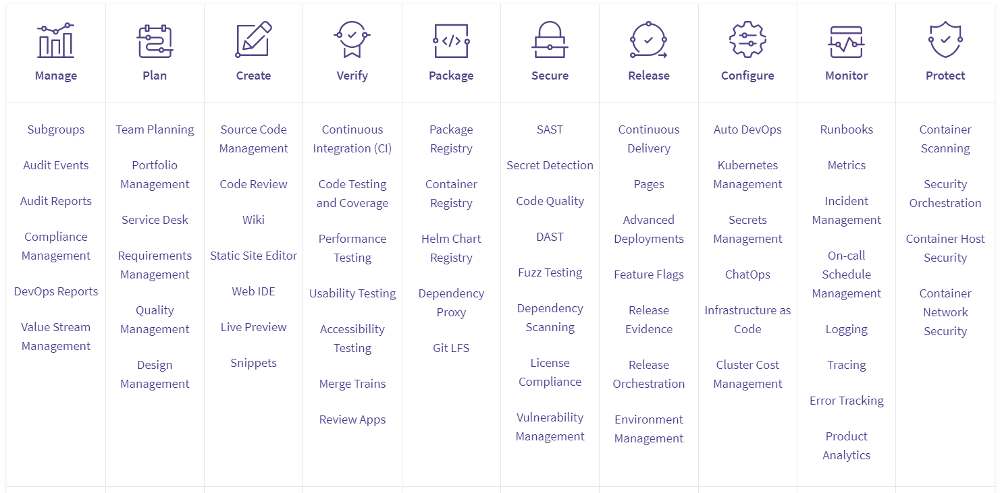 Manage
Plan
Create
Verify
Package
Secure
Release
Configure
Monitor
Protect
Subgroups
Audit Events
Audit Reports
Compliance
Management
DevOps Reports
Value Stream
Management
Team Planning
Portfolio
Management
Service Desk
Requirements
Management
Quality
Management
Design
Management
Source Code
Management
Code Review
Wiki
Static Site Editor
Web IDE
Live Preview
Snippets
Continuous
Integration (CI)
Code Testing
and Coverage
Performance
Testing
Usability Testing
Accessibility
Testing
Merge Trains
Review Apps
Package
Registry
Container
Registry
Helm Chart
Registry
Dependency
Proxy
Git LFS
SAST
Secret Detection
Code Quality
DAST
Fuzz Testing
Dependency
Scanning
License
Compliance
Vulnerability
Management
Continuous
Delivery
Pages
Advanced
Deployments
Feature Flags
Release
Evidence
Release
Orchestration
Environment
Management
Auto DevOps
Kubernetes
Management
Secrets
Management
ChatOps
Infrastructure as
Code
Cluster Cost
Management
Runbooks
Metrics
Incident
Management
On-call
Schedule
Management
Logging
Tracing
Error Tracking
Product
Analytics
Container
Scanning
Security
Orchestration
Container Host
Security
Container
Network
Security